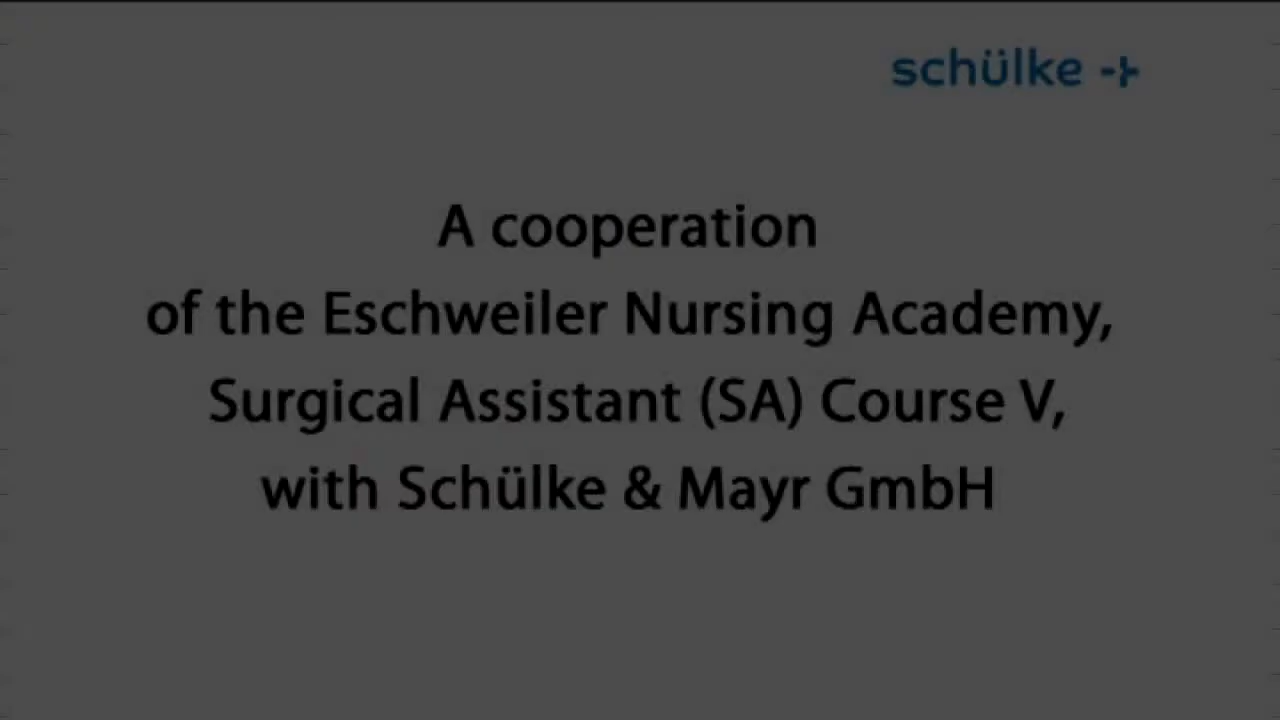 schülke -+
A cooperation
of the Eschweiler Nursing Academy,
Surgical Assistant (SA) Course V,
with Schülke & Mayr GmbH